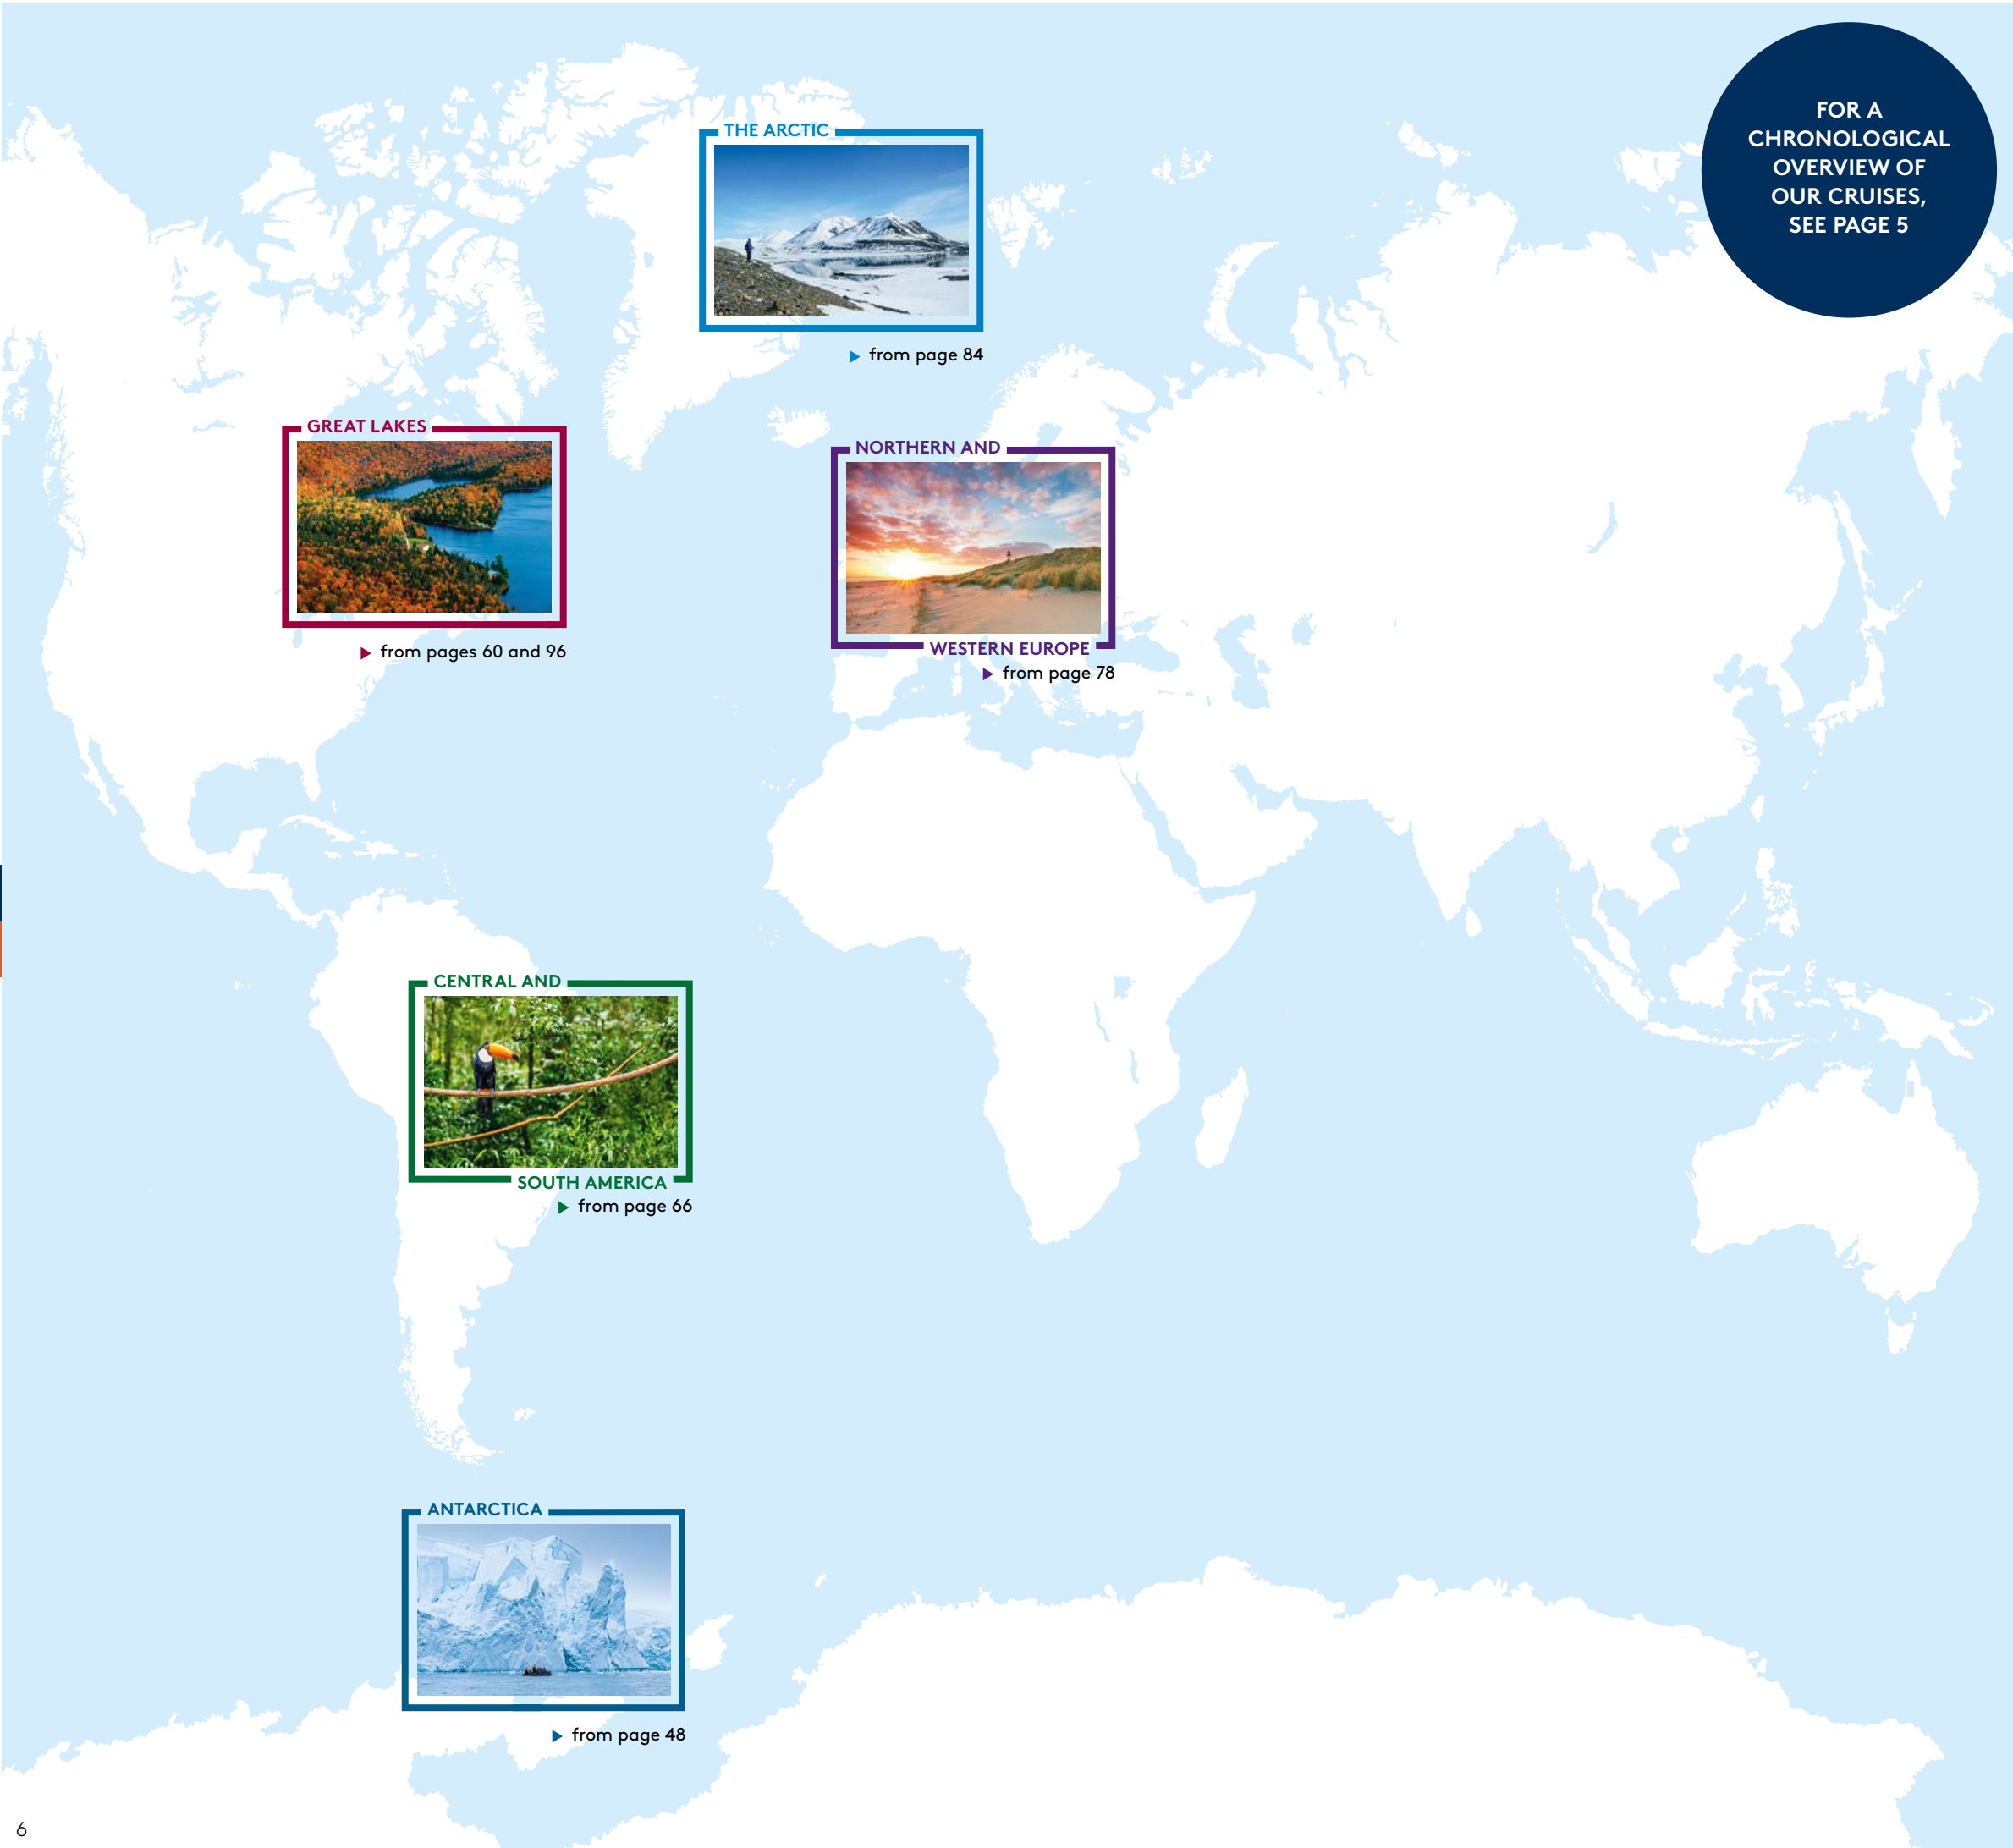 FOR A
CHRONOLOGICAL
OVERVIEW OF
OUR CRUISES,
SEE PAGE 5
THE ARCTIC
from page 84
GREAT LAKES
from pages 60 and 96
NORTHERN AND
WESTERN EUROPE
from page 78
CENTRAL AND
SOUTH AMERICA
from page 66
ANTARCTICA
from page 48
6